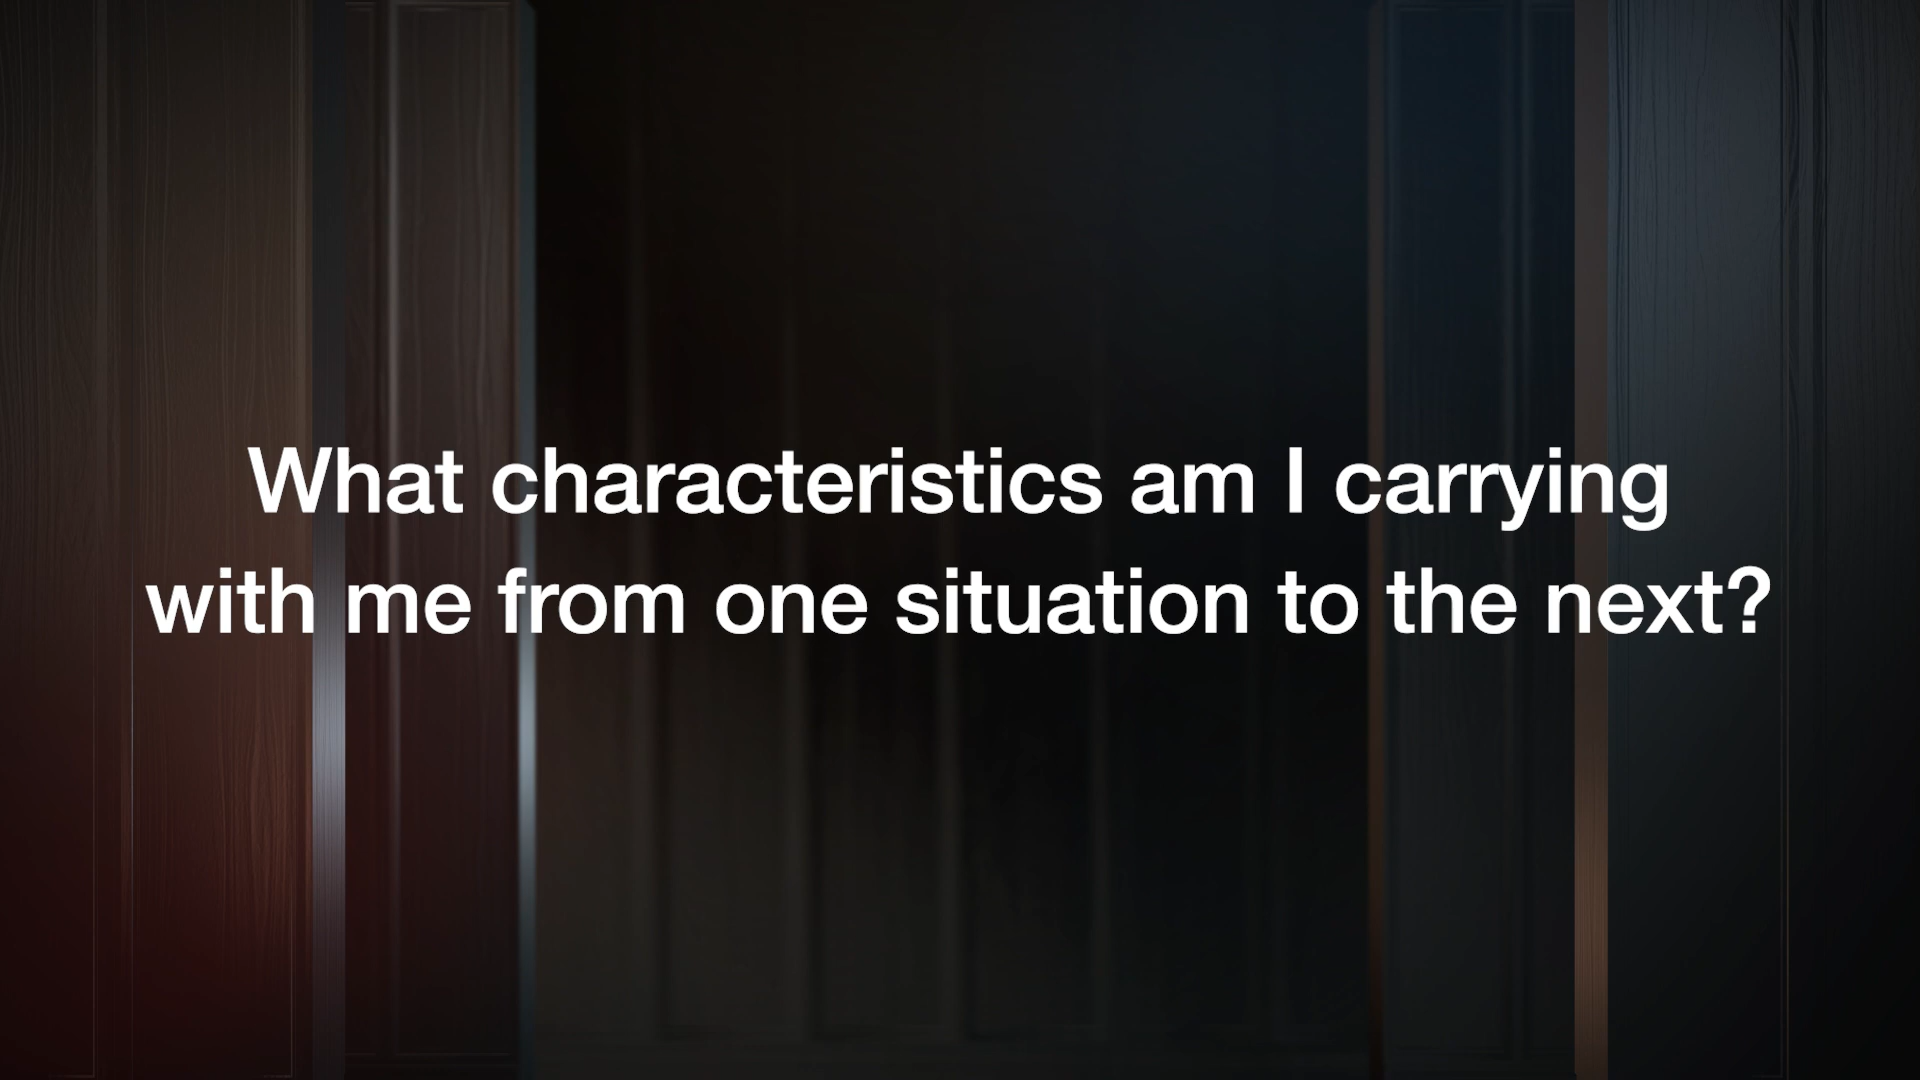 What characteristics am I carrying
with me from one situation to the next?